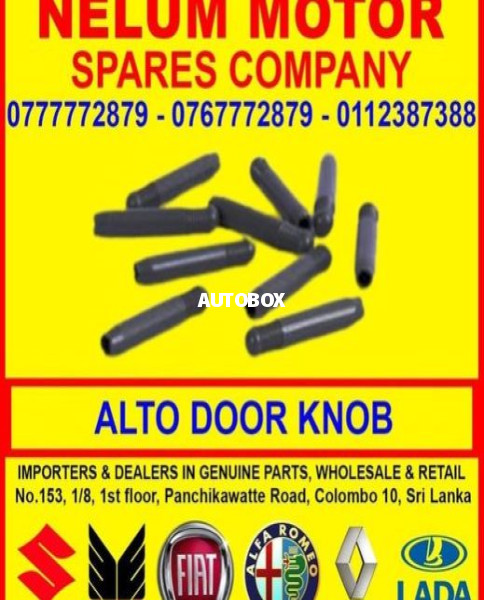 NELUM MOTOR
SPARES COMPANY
0777772879 - 0767772879 - 0112387388
AUTOBOX
ALTO DOOR KNOB
IMPORTERS & DEALERS IN GENUINE PARTS, WHOLESALE & RETAIL
No.153, 1/8, 1st floor, Panchikawatte Road, Colombo 10, Sri Lanka
FIAT
ALFA ROMEO
LADA